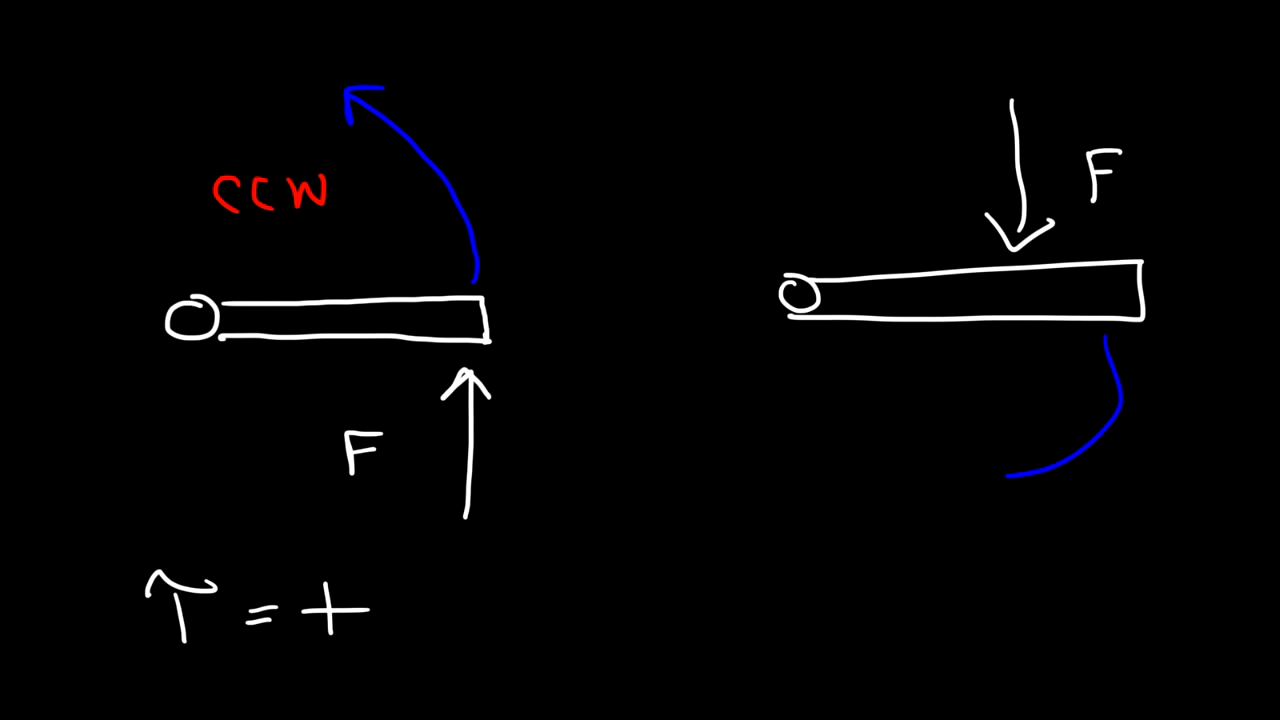 CCW
F
F
τ = +